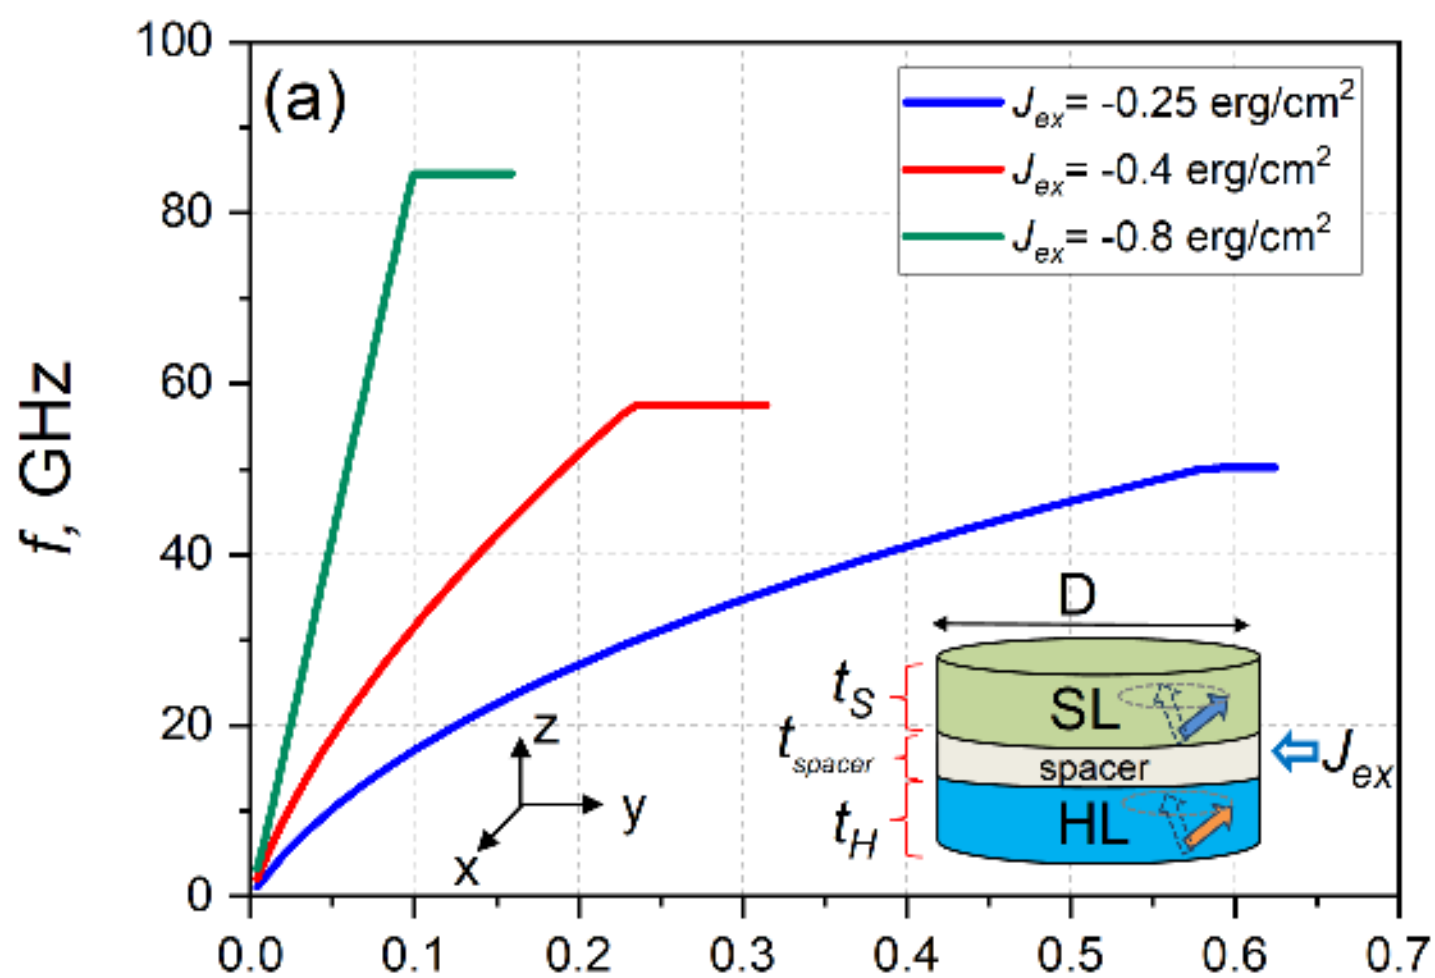 (a)
J_ex= -0.25 erg/cm²
J_ex= -0.4 erg/cm²
J_ex= -0.8 erg/cm²
100
80
60
40
20
0
f, GHz
D
t_S
SL
t_spacer
spacer
J_ex
t_H
HL
z
y
x
0.0 0.1 0.2 0.3 0.4 0.5 0.6 0.7